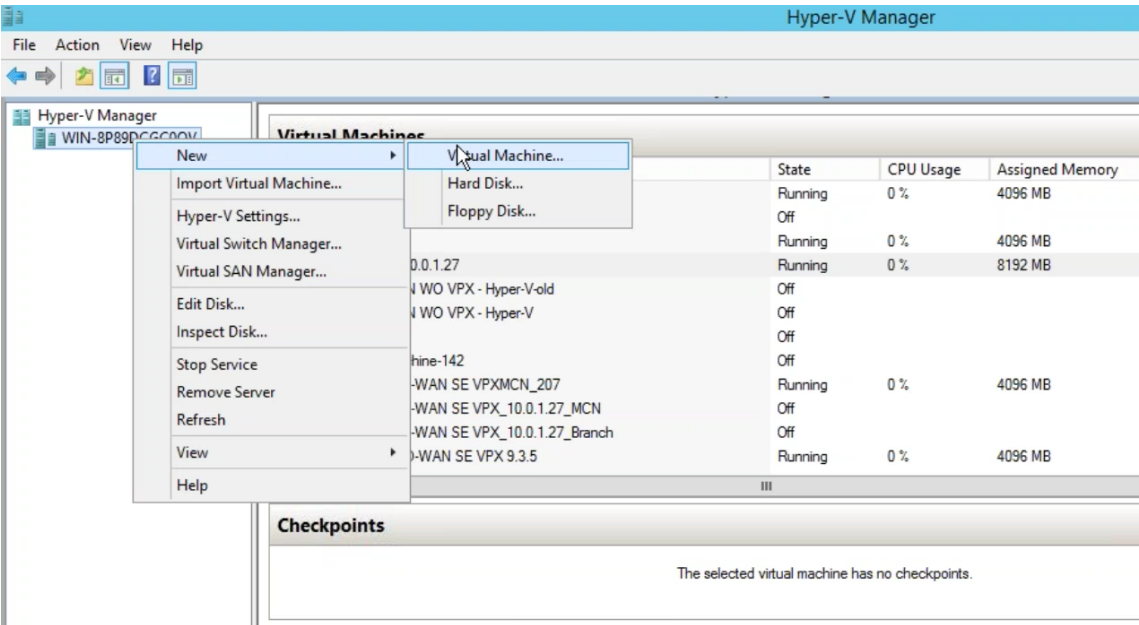 Hyper-V Manager
File Action View Help
Hyper-V Manager
WIN-8P89DCGC0QV
Virtual Machines
New
Virtual Machine...
Import Virtual Machine...
Hard Disk...
Floppy Disk...
Hyper-V Settings...
Virtual Switch Manager...
Virtual SAN Manager...
Edit Disk...
Inspect Disk...
Stop Service
Remove Server
Refresh
View
Help
State CPU Usage Assigned Memory
Running 0 % 4096 MB
Off
Running 0 % 4096 MB
0.0.1.27 Running 0 % 8192 MB
WO VPX - Hyper-V-old Off
WO VPX - Hyper-V Off
Off
hine-142 Off
-WAN SE VPXMCN_207 Running 0 % 4096 MB
-WAN SE VPX_10.0.1.27_MCN Off
-WAN SE VPX_10.0.1.27_Branch Off
-WAN SE VPX 9.3.5 Running 0 % 4096 MB
Checkpoints
The selected virtual machine has no checkpoints.